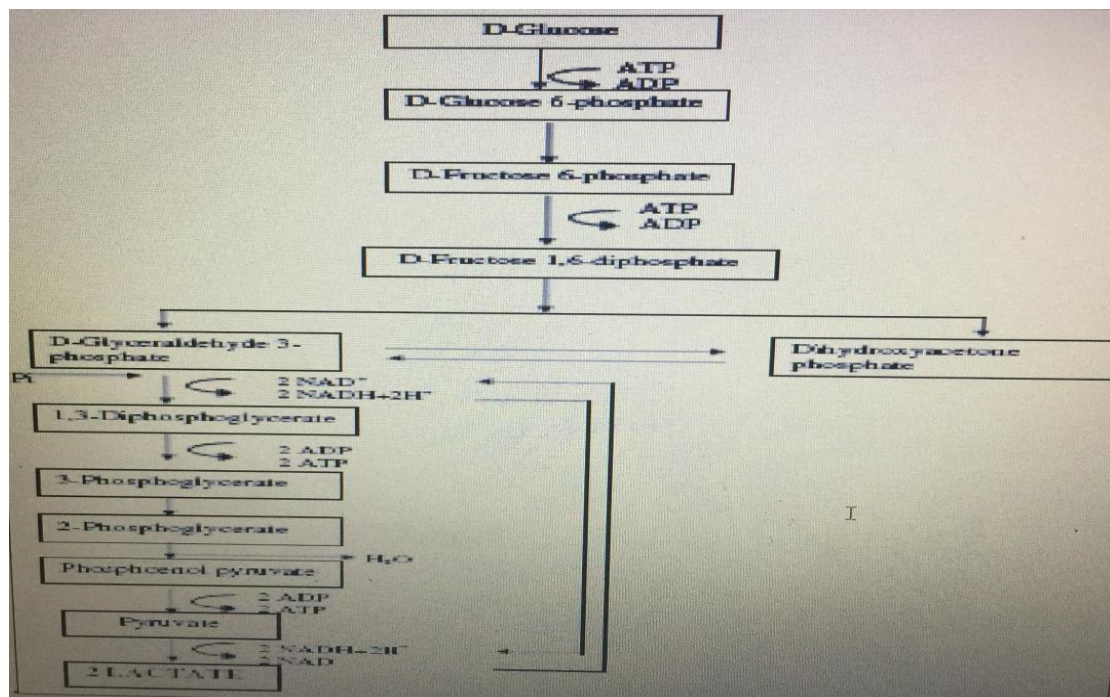 D-Glucose
ATP
ADP
D-Glucose 6-phosphate
D-Fructose 6-phosphate
ATP
ADP
D-Fructose 1,6-diphosphate
D-Glyceraldehyde 3-
phosphate
Dihydroxyacetone
phosphate
Pi
2 NAD⁺
2 NADH+2H⁺
1,3-Diphosphoglycerate
2 ADP
2 ATP
3-Phosphoglycerate
2-Phosphoglycerate
H₂O
Phosphoenol pyruvate
2 ADP
2 ATP
Pyruvate
2 NADH+2H⁺
2 NAD
2 LACTATE